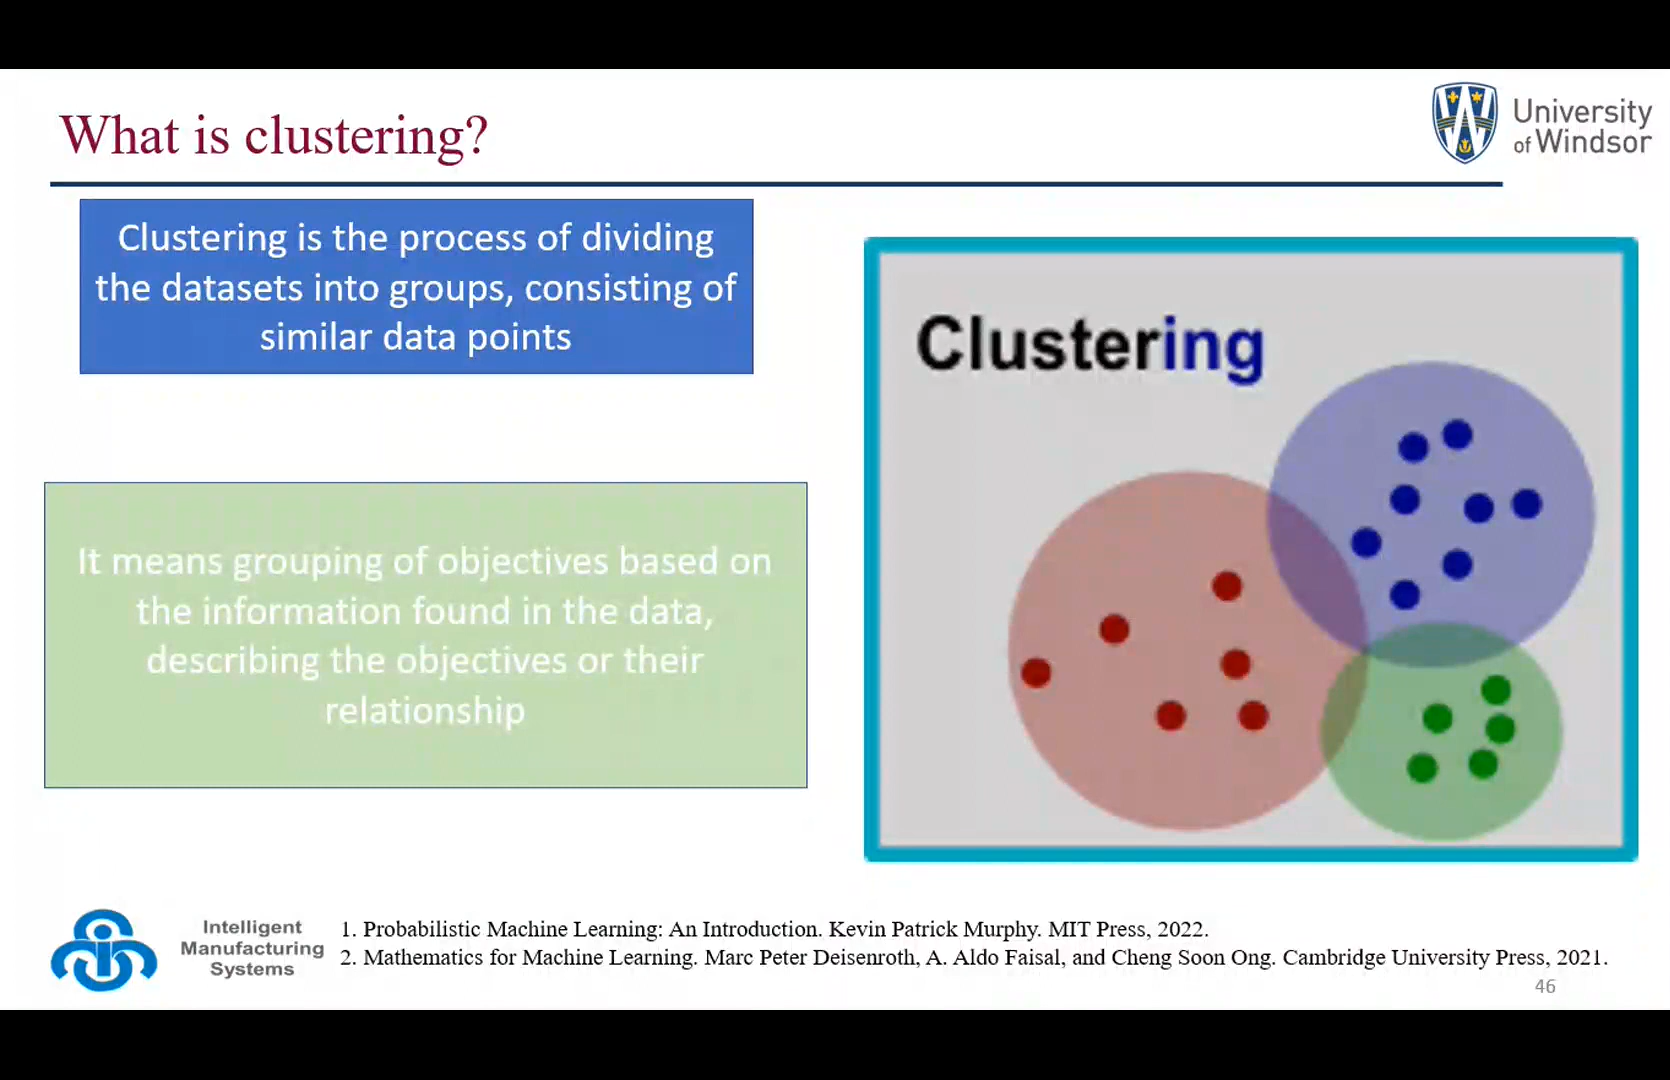 What is clustering?
University
of Windsor
Clustering is the process of dividing
the datasets into groups, consisting of
similar data points
Clustering
It means grouping of objectives based on
the information found in the data,
describing the objectives or their
relationship
Intelligent
Manufacturing
Systems
1. Probabilistic Machine Learning: An Introduction. Kevin Patrick Murphy. MIT Press, 2022.
2. Mathematics for Machine Learning. Marc Peter Deisenroth, A. Aldo Faisal, and Cheng Soon Ong. Cambridge University Press, 2021.
46